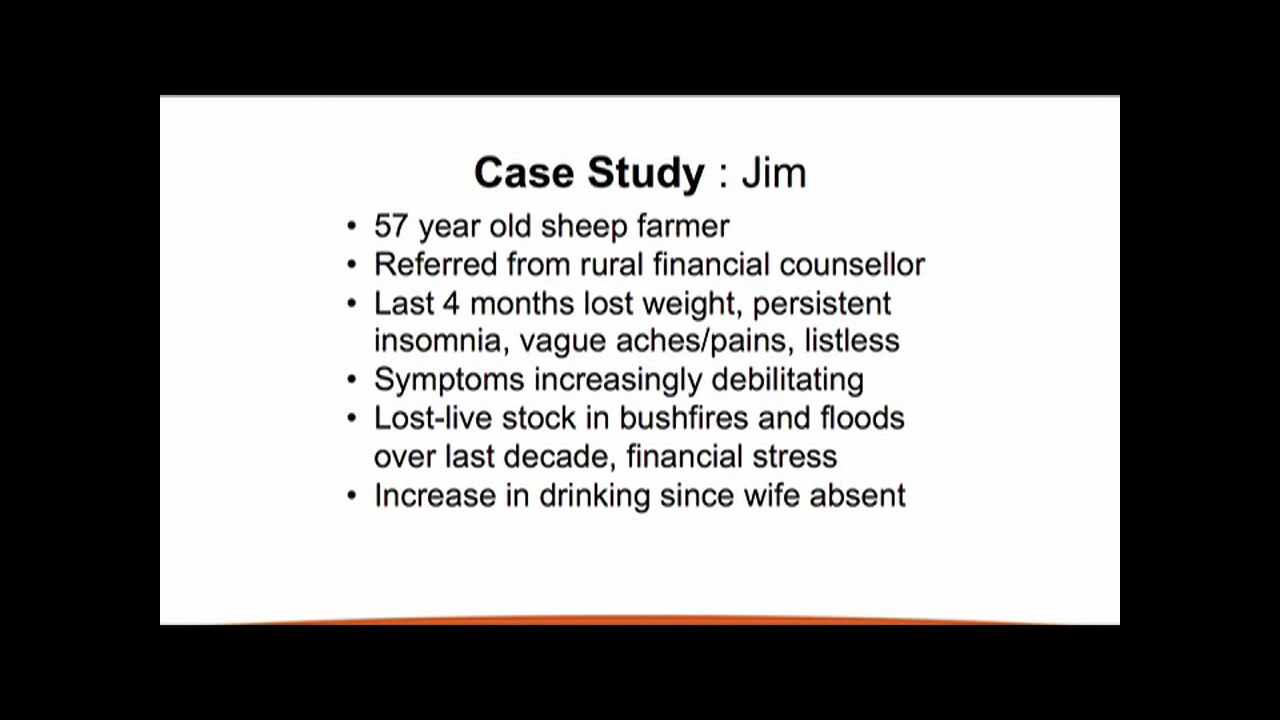 Case Study : Jim
• 57 year old sheep farmer
• Referred from rural financial counsellor
• Last 4 months lost weight, persistent
insomnia, vague aches/pains, listless
• Symptoms increasingly debilitating
• Lost-live stock in bushfires and floods
over last decade, financial stress
• Increase in drinking since wife absent